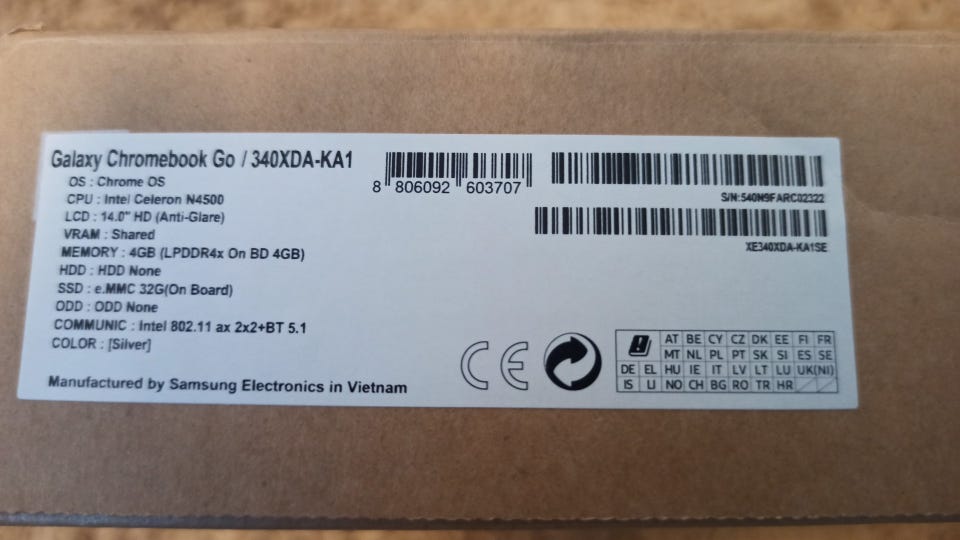 Galaxy Chromebook Go / 340XDA-KA1
OS : Chrome OS
CPU : Intel Celeron N4500
LCD : 14.0" HD (Anti-Glare)
VRAM : Shared
MEMORY : 4GB (LPDDR4x On BD 4GB)
HDD : HDD None
SSD : e.MMC 32G(On Board)
ODD : ODD None
COMMUNIC : Intel 802.11 ax 2x2+BT 5.1
COLOR : [Silver]
Manufactured by Samsung Electronics in Vietnam
8 806092 603707
S/N:540N9FARC02322
XE340XDA-KA1SE
CE
AT BE CY CZ DK EE FI FR
MT NL PL PT SK SI ES SE
DE EL HU IE IT LV LT LU UK(NI)
IS LI NO CH BG RO TR HR